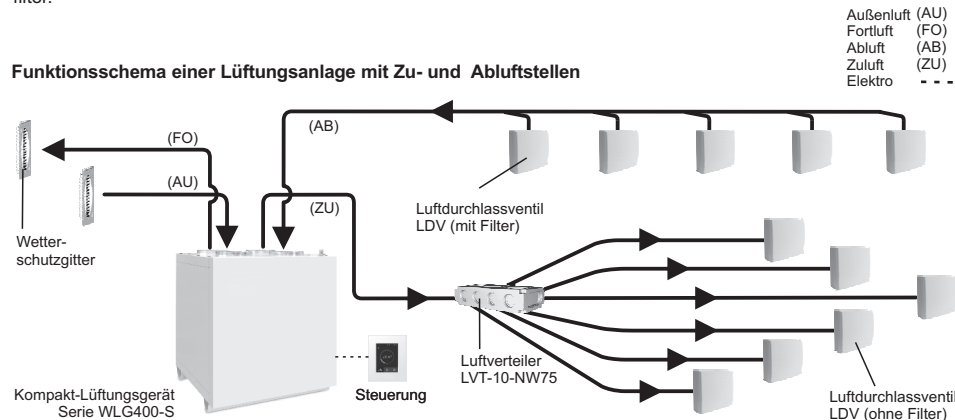 filter.
Außenluft (AU)
Fortluft (FO)
Abluft (AB)
Zuluft (ZU)
Elektro
Funktionsschema einer Lüftungsanlage mit Zu- und Abluftstellen
(FO)
(AB)
(AU)
(ZU)
Luftdurchlassventil
LDV (mit Filter)
Wetter-
schutzgitter
Luftverteiler
LVT-10-NW75
Steuerung
Kompakt-Lüftungsgerät
Serie WLG400-S
Luftdurchlassventil
LDV (ohne Filter)